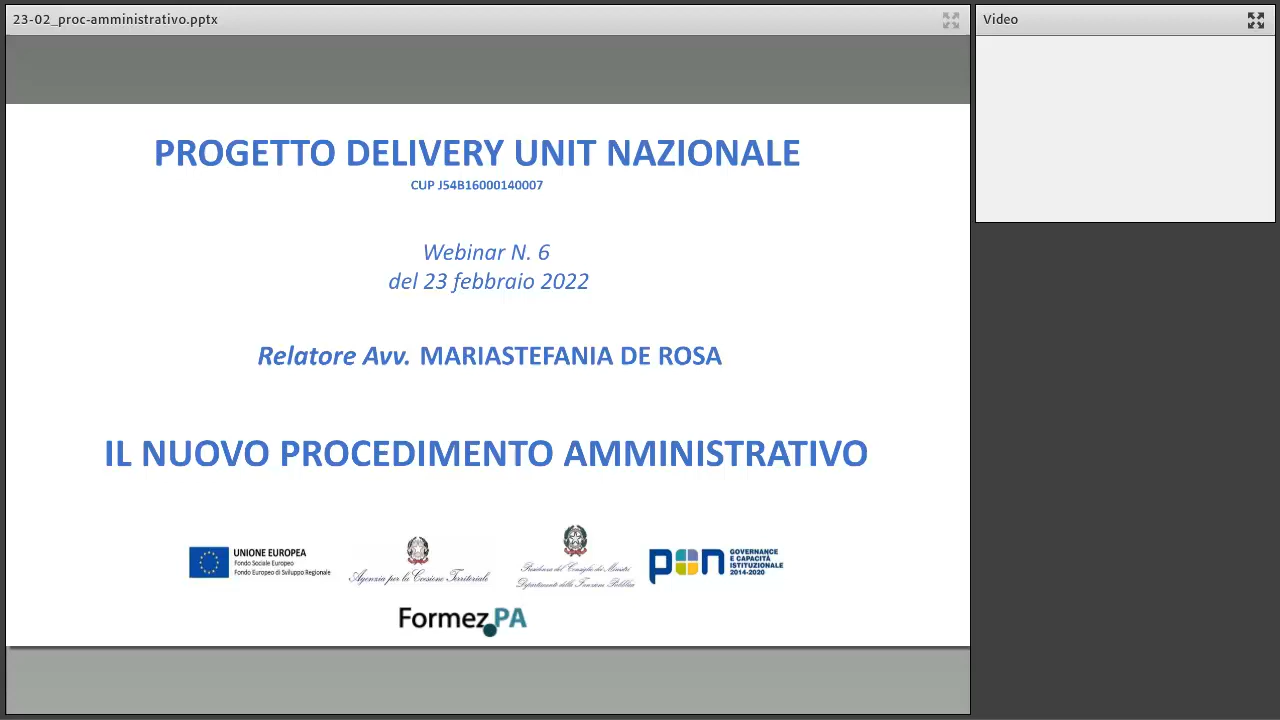 23-02_proc-amministrativo.pptx
Video
PROGETTO DELIVERY UNIT NAZIONALE
CUP J54B16000140007
Webinar N. 6
del 23 febbraio 2022
Relatore Avv. MARIASTEFANIA DE ROSA
IL NUOVO PROCEDIMENTO AMMINISTRATIVO
UNIONE EUROPEA
Fondo Sociale Europeo
Fondo Europeo di Sviluppo Regionale
Agenzia per la Coesione Territoriale
Presidenza del Consiglio dei Ministri
Dipartimento della Funzione Pubblica
pon
GOVERNANCE
E CAPACITÀ
ISTITUZIONALE
2014-2020
Formez PA